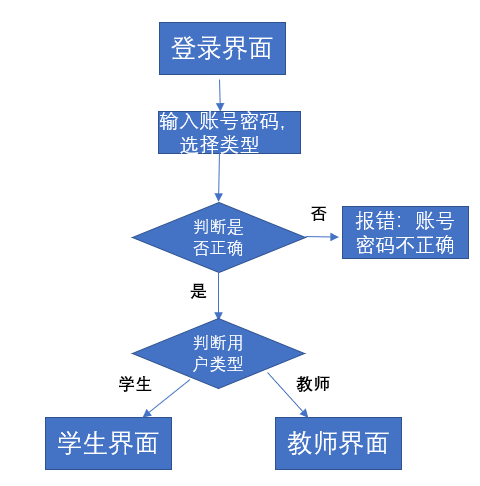 登录界面
输入账号密码,
选择类型
判断是
否正确
否
报错：账号
密码不正确
是
判断用
户类型
学生
教师
学生界面
教师界面